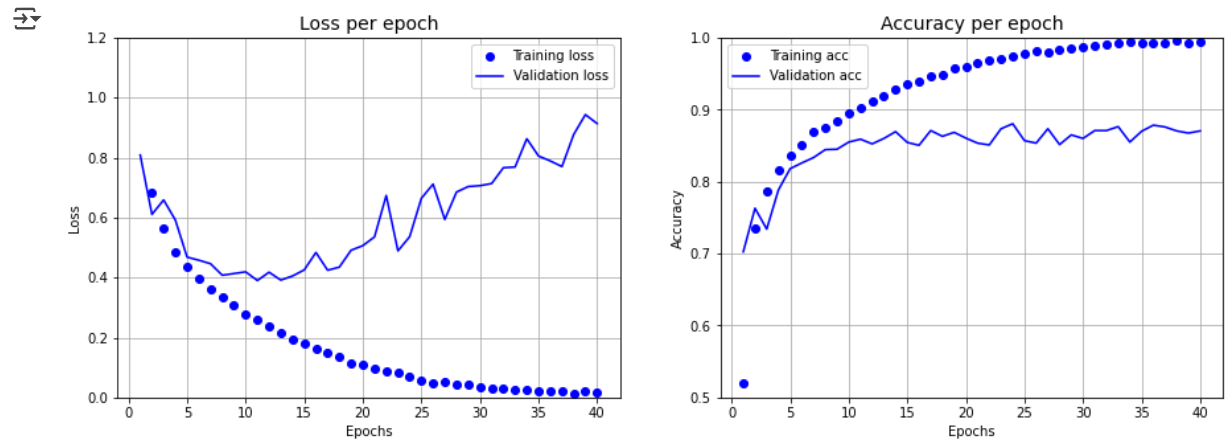 Loss per epoch
1.2
1.0
0.8
0.6
0.4
0.2
0.0
Loss
Training loss
Validation loss
0 5 10 15 20 25 30 35 40
Epochs
Accuracy per epoch
1.0
0.9
0.8
0.7
0.6
0.5
Accuracy
Training acc
Validation acc
0 5 10 15 20 25 30 35 40
Epochs